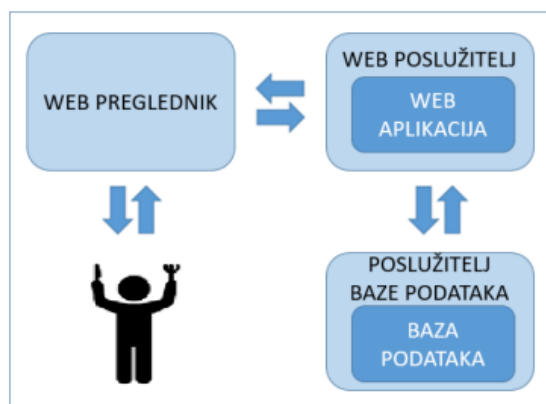 WEB PREGLEDNIK
WEB POSLUŽITELJ
WEB
APLIKACIJA
POSLUŽITELJ
BAZE PODATAKA
BAZA
PODATAKA